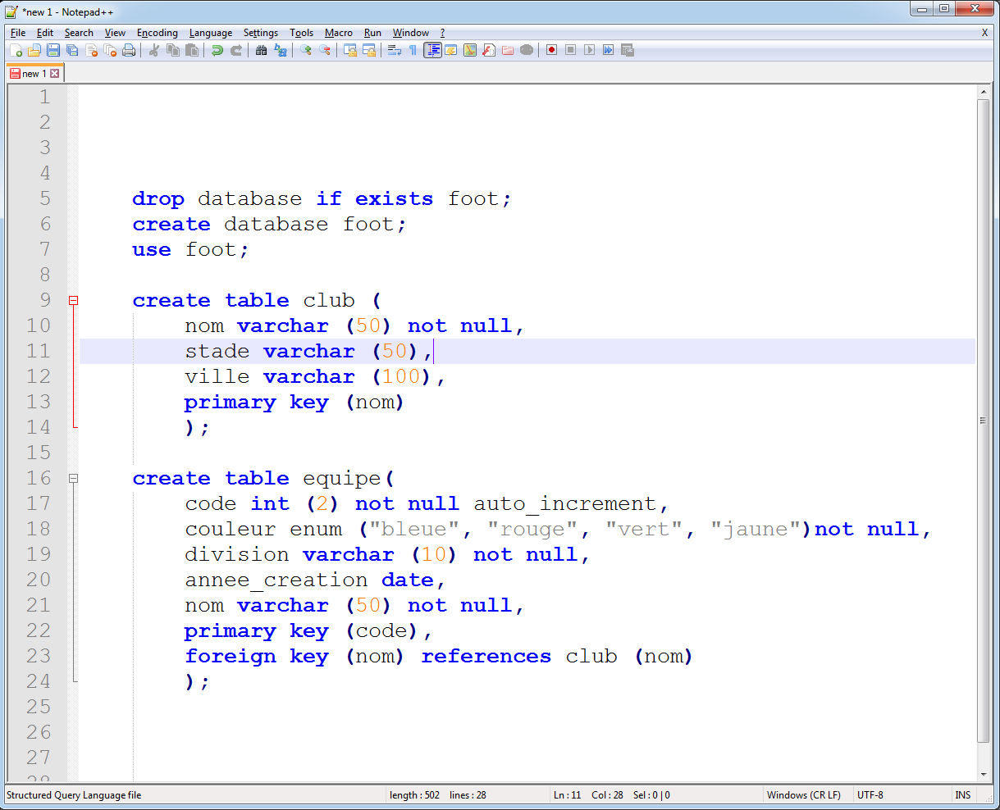 *new 1 - Notepad++
File Edit Search View Encoding Language Settings Tools Macro Run Window ? X
new 1
1
2
3
4
5 drop database if exists foot;
6 create database foot;
7 use foot;
8
9 create table club (
10 nom varchar (50) not null,
11 stade varchar (50),
12 ville varchar (100),
13 primary key (nom)
14 );
15
16 create table equipe(
17 code int (2) not null auto_increment,
18 couleur enum ("bleue", "rouge", "vert", "jaune")not null,
19 division varchar (10) not null,
20 annee_creation date,
21 nom varchar (50) not null,
22 primary key (code),
23 foreign key (nom) references club (nom)
24 );
25
26
27
28
Structured Query Language file length : 502 lines : 28 Ln : 11 Col : 28 Sel : 0 | 0 Windows (CR LF) UTF-8 INS